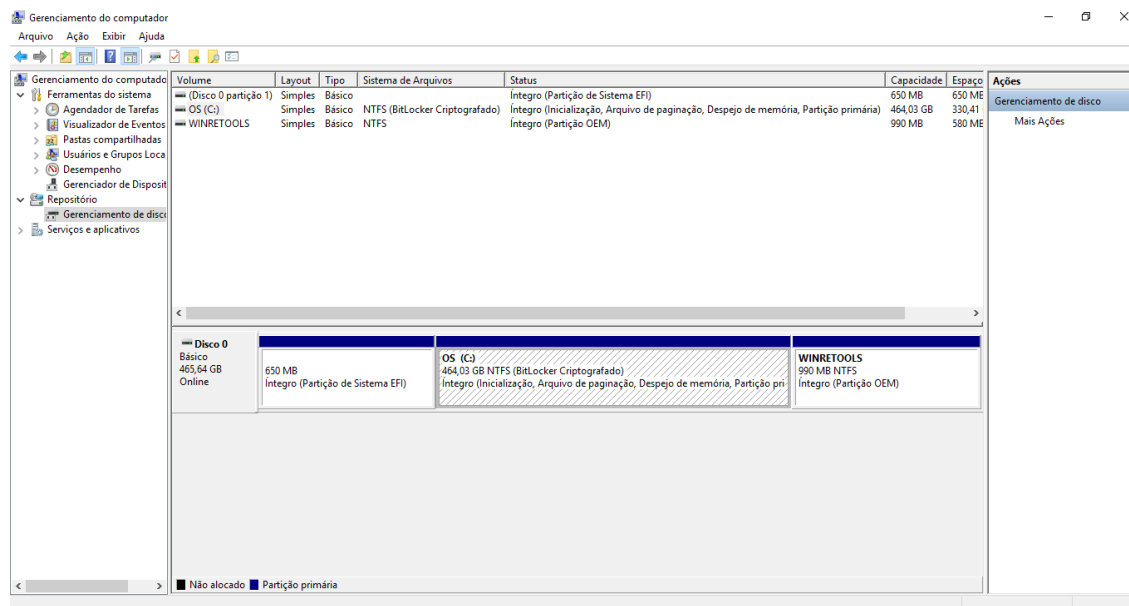 Gerenciamento do computador
Arquivo Ação Exibir Ajuda
Gerenciamento do computado
Ferramentas do sistema
Agendador de Tarefas
Visualizador de Eventos
Pastas compartilhadas
Usuários e Grupos Loca
Desempenho
Gerenciador de Disposit
Repositório
Gerenciamento de disco
Serviços e aplicativos
Volume Layout Tipo Sistema de Arquivos Status Capacidade Espaço
(Disco 0 partição 1) Simples Básico Íntegro (Partição de Sistema EFI) 650 MB 650 ME
OS (C:) Simples Básico NTFS (BitLocker Criptografado) Íntegro (Inicialização, Arquivo de paginação, Despejo de memória, Partição primária) 464,03 GB 330,41
WINRETOOLS Simples Básico NTFS Íntegro (Partição OEM) 990 MB 580 ME
Disco 0
Básico
465,64 GB
Online
650 MB
Íntegro (Partição de Sistema EFI)
OS (C:)
464,03 GB NTFS (BitLocker Criptografado)
Íntegro (Inicialização, Arquivo de paginação, Despejo de memória, Partição pri
WINRETOOLS
990 MB NTFS
Íntegro (Partição OEM)
Não alocado Partição primária
Ações
Gerenciamento de disco
Mais Ações